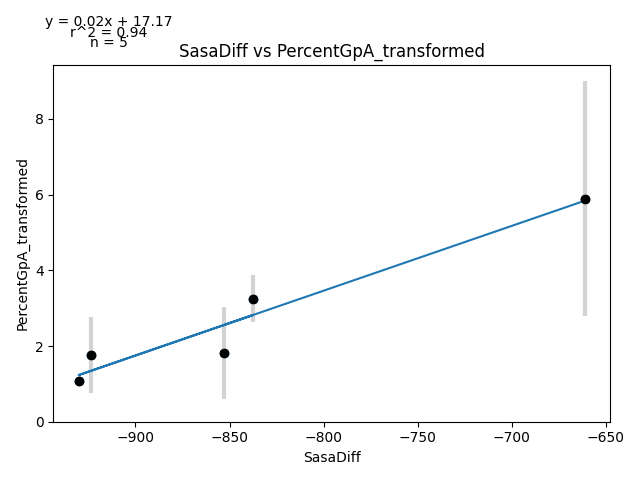 y = 0.02x + 17.17
r^2 = 0.94
n = 5
SasaDiff vs PercentGpA_transformed
PercentGpA_transformed
8
6
4
2
0
−900
−850
−800
−750
−700
−650
SasaDiff